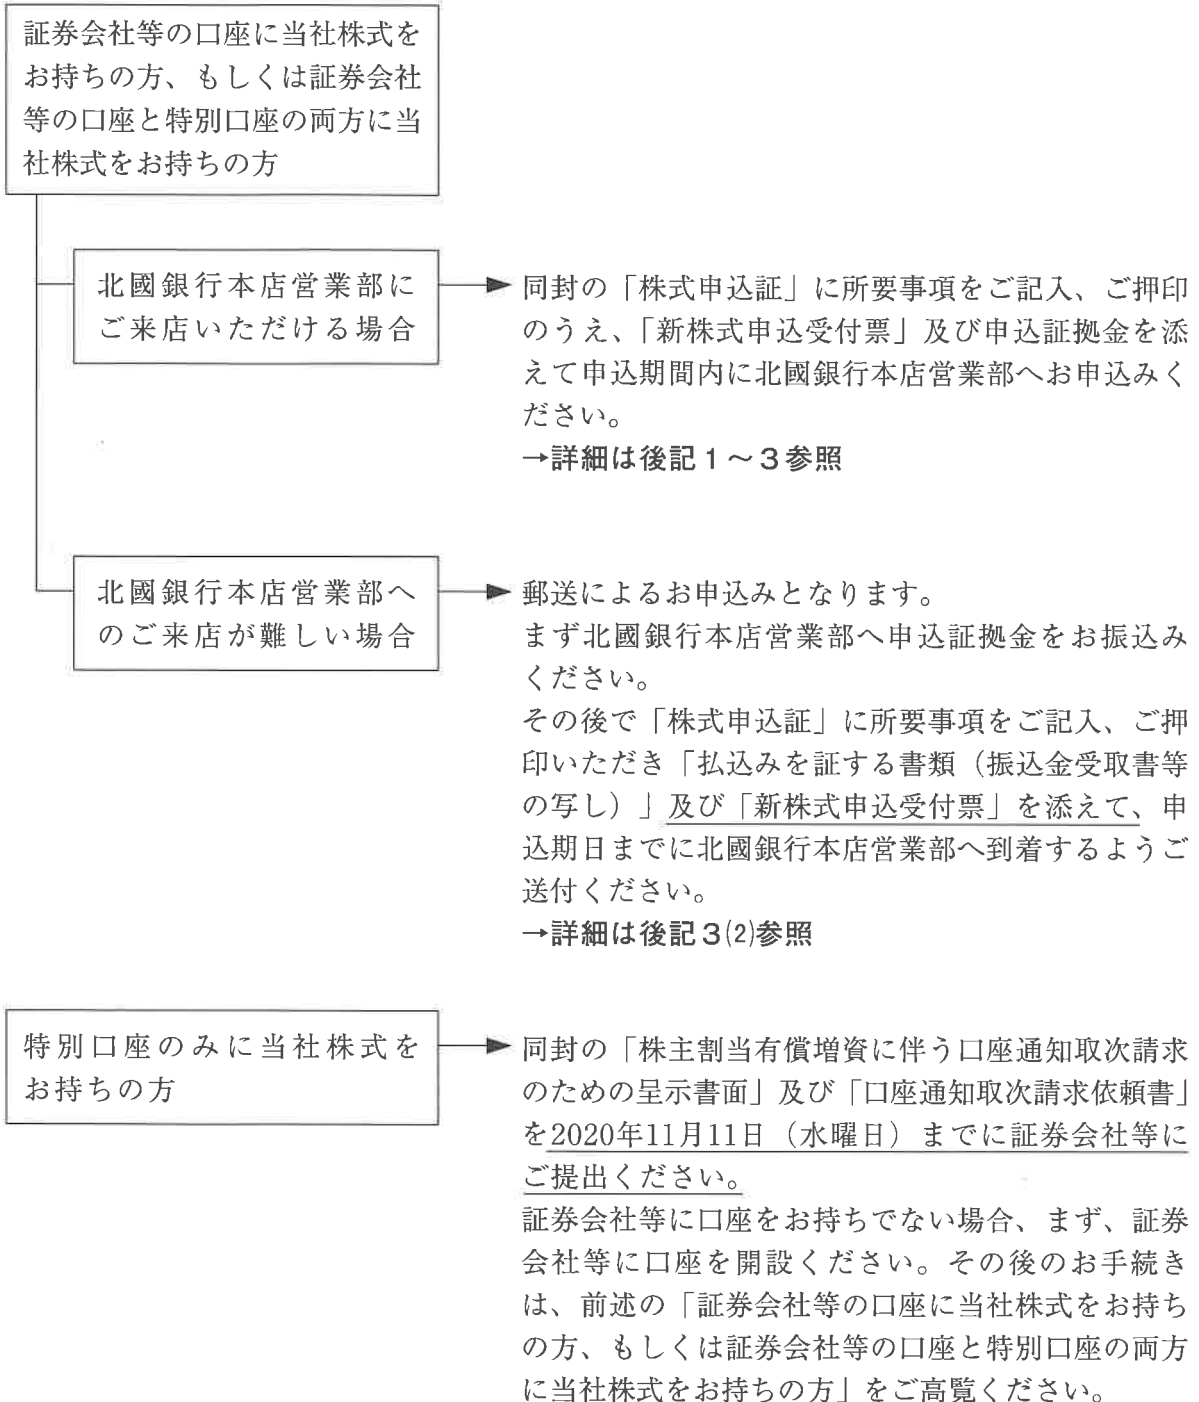 証券会社等の口座に当社株式を
お持ちの方、もしくは証券会社
等の口座と特別口座の両方に当
社株式をお持ちの方
北國銀行本店営業部に
ご来店いただける場合
同封の「株式申込証」に所要事項をご記入、ご押印
のうえ、「新株式申込受付票」及び申込証拠金を添
えて申込期間内に北國銀行本店営業部へお申込みく
ださい。
→詳細は後記1～3参照
北國銀行本店営業部へ
のご来店が難しい場合
郵送によるお申込みとなります。
まず北國銀行本店営業部へ申込証拠金をお振込み
ください。
その後で「株式申込証」に所要事項をご記入、ご押
印いただき「払込みを証する書類（振込金受取書等
の写し）」及び「新株式申込受付票」を添えて、申
込期日までに北國銀行本店営業部へ到着するようご
送付ください。
→詳細は後記3(2)参照
特別口座のみに当社株式を
お持ちの方
同封の「株主割当有償増資に伴う口座通知取次請求
のための呈示書面」及び「口座通知取次請求依頼書」
を2020年11月11日（水曜日）までに証券会社等に
ご提出ください。
証券会社等に口座をお持ちでない場合、まず、証券
会社等に口座を開設ください。その後のお手続き
は、前述の「証券会社等の口座に当社株式をお持ち
の方、もしくは証券会社等の口座と特別口座の両方
に当社株式をお持ちの方」をご高覧ください。